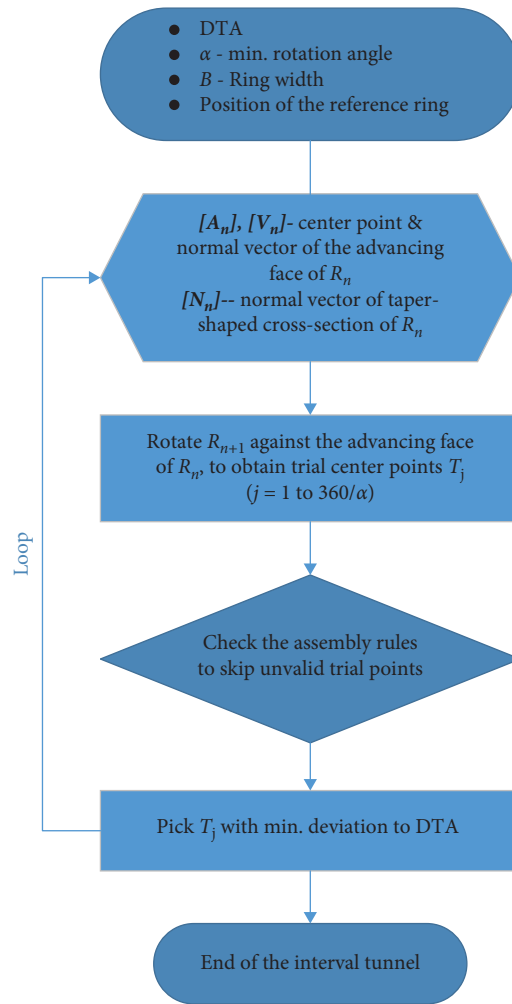 ● DTA
● α - min. rotation angle
● B - Ring width
● Position of the reference ring
[Aₙ], [Vₙ]- center point &
normal vector of the advancing
face of Rₙ
[Nₙ]-- normal vector of taper-
shaped cross-section of Rₙ
Rotate Rₙ₊₁ against the advancing face
of Rₙ, to obtain trial center points Tⱼ
(j = 1 to 360/α)
Loop
Check the assembly rules
to skip unvalid trial points
Pick Tⱼ with min. deviation to DTA
End of the interval tunnel